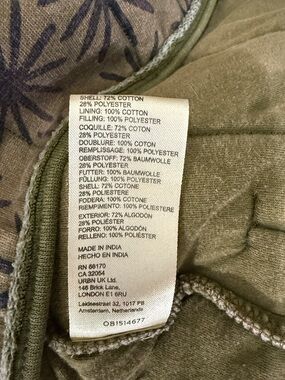 SHELL: 72% COTTON
28% POLYESTER
LINING: 100% COTTON
FILLING: 100% POLYESTER
COQUILLE: 72% COTON
28% POLYESTER
DOUBLURE: 100% COTON
REMPLISSAGE: 100% POLYESTER
OBERSTOFF: 72% BAUMWOLLE
28% POLYESTER
FUTTER: 100% BAUMWOLLE
FÜLLUNG: 100% POLYESTER
SHELL: 72% COTONE
28% POLIESTERE
FODERA: 100% COTONE
RIEMPIMENTO: 100% POLIESTERE
EXTERIOR: 72% ALGODÓN
28% POLIÉSTER
FORRO: 100% ALGODÓN
RELLENO: 100% POLIÉSTER
MADE IN INDIA
HECHO EN INDIA
RN 66170
CA 32054
URBN UK Ltd.
146 Brick Lane,
LONDON E1 6RU
Leidsestraat 32, 1017 PB
Amsterdam, Netherlands
OB1514677